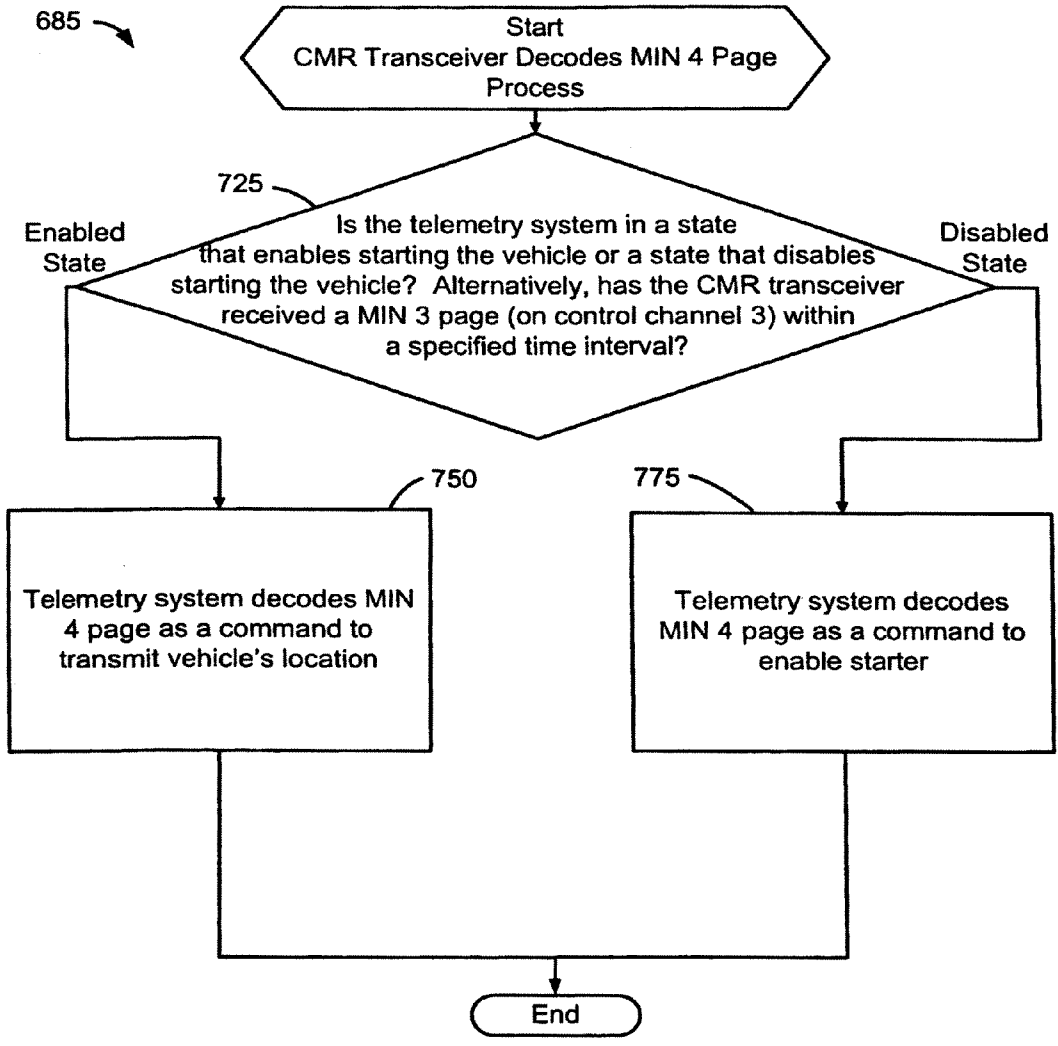 685
Start
CMR Transceiver Decodes MIN 4 Page
Process
725
Enabled
State
Is the telemetry system in a state
that enables starting the vehicle or a state that disables
starting the vehicle? Alternatively, has the CMR transceiver
received a MIN 3 page (on control channel 3) within
a specified time interval?
Disabled
State
750
Telemetry system decodes MIN
4 page as a command to
transmit vehicle's location
775
Telemetry system decodes
MIN 4 page as a command to
enable starter
End